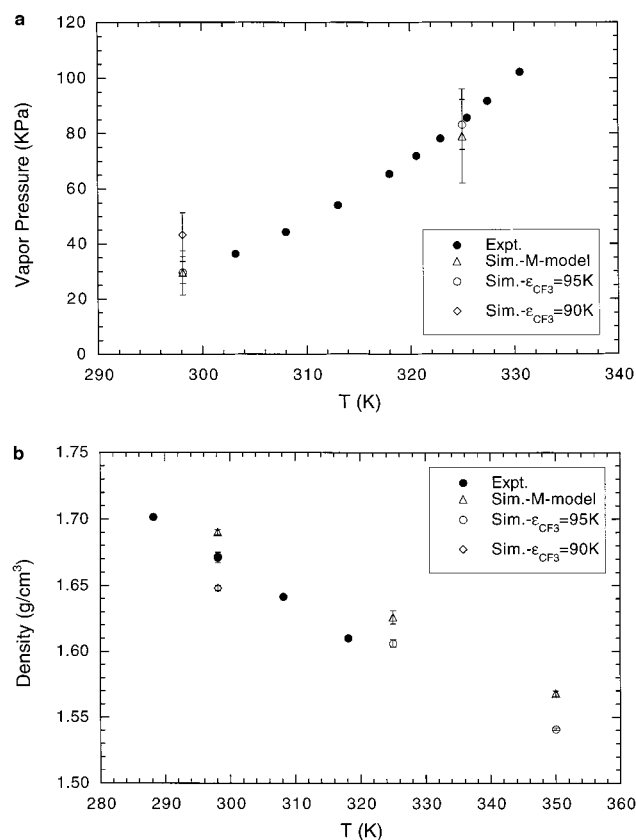 a
120
100
80
60
40
20
0
Vapor Pressure (KPa)
Expt.
Sim.-M-model
Sim.-εCF3=95K
Sim.-εCF3=90K
290 300 310 320 330 340
T (K)
b
1.75
1.70
1.65
1.60
1.55
1.50
Density (g/cm3)
Expt.
Sim.-M-model
Sim.-εCF3=95K
Sim.-εCF3=90K
280 290 300 310 320 330 340 350 360
T (K)